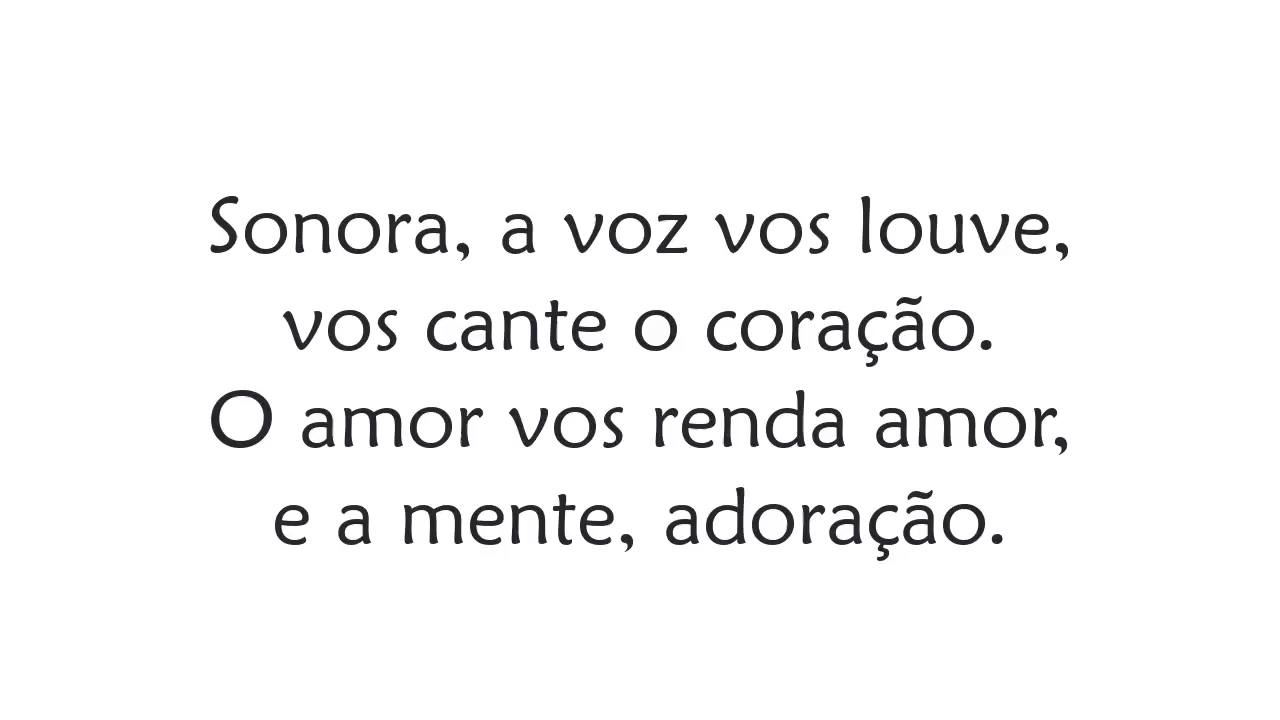 Sonora, a voz vos louve,
vos cante o coração.
O amor vos renda amor,
e a mente, adoração.